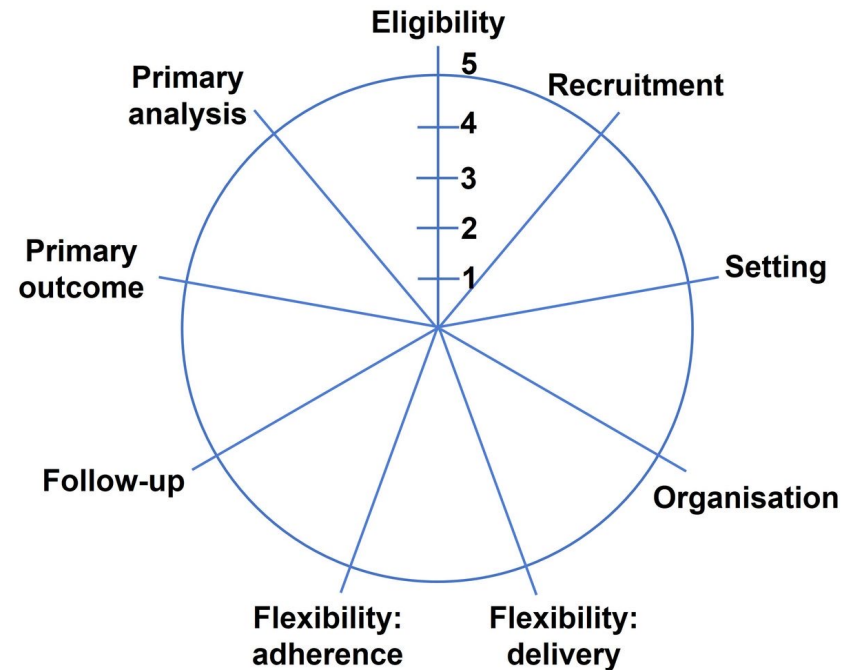 Eligibility
5
4
3
2
1
Recruitment
Setting
Organisation
Flexibility:
delivery
Flexibility:
adherence
Follow-up
Primary
outcome
Primary
analysis